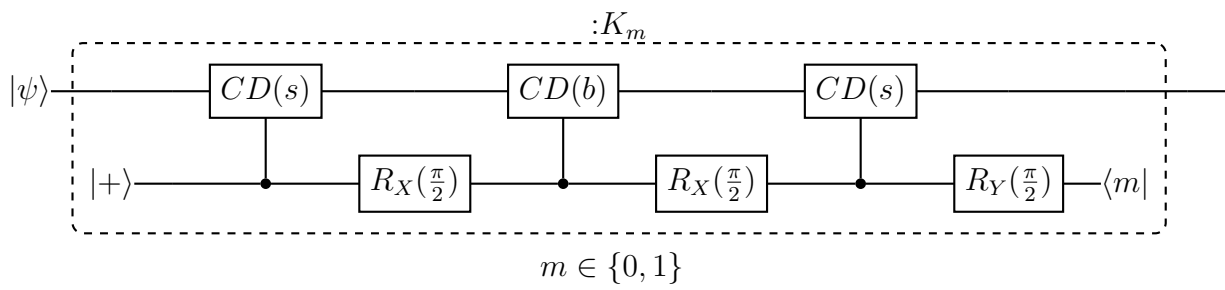 :K_m
|ψ⟩ CD(s) CD(b) CD(s)
|+⟩ R_X(π/2) R_X(π/2) R_Y(π/2) ⟨m|
m ∈ {0, 1}